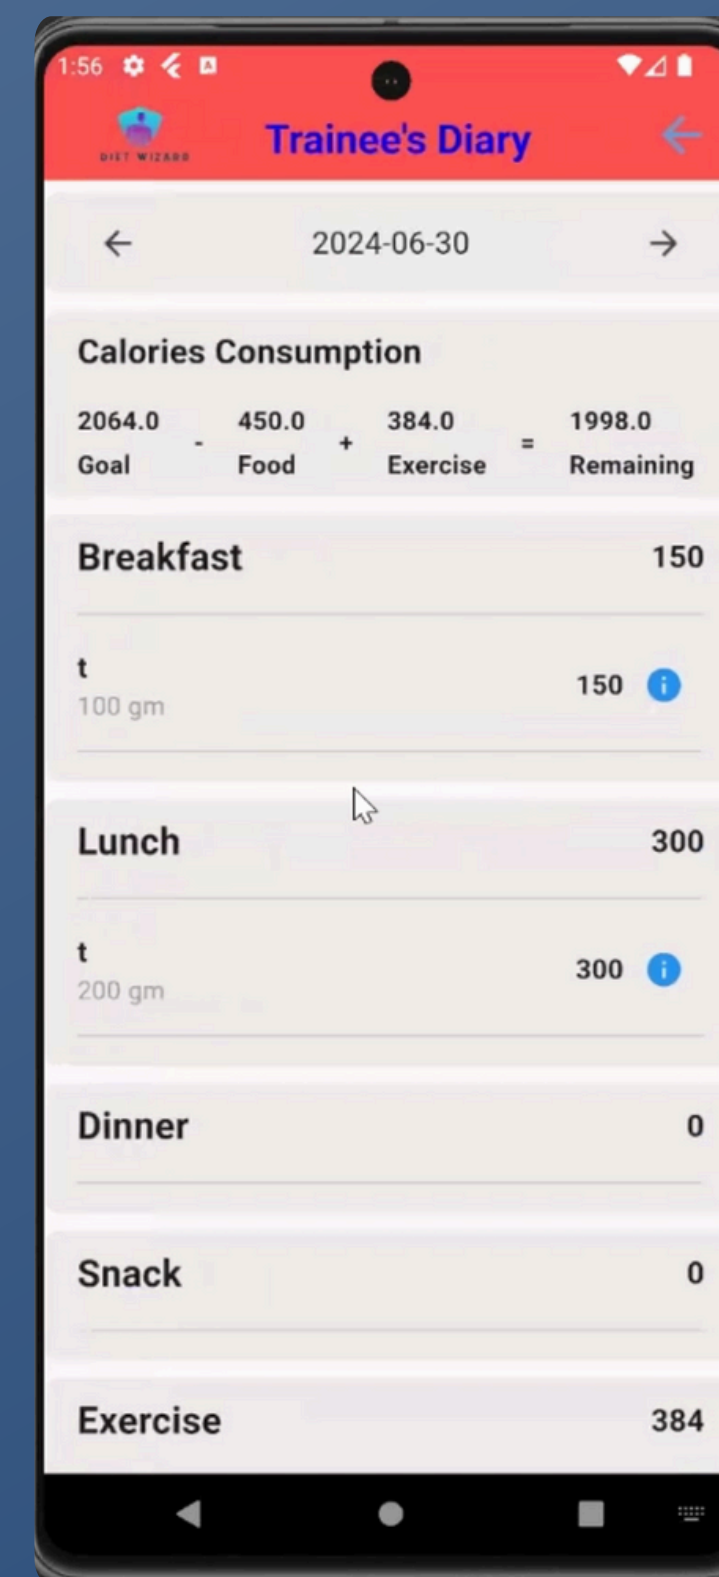 1:56
DIET WIZARD
Trainee's Diary
2024-06-30
Calories Consumption
2064.0 - 450.0 + 384.0 = 1998.0
Goal Food Exercise Remaining
Breakfast 150
t 150
100 gm
Lunch 300
t 300
200 gm
Dinner 0
Snack 0
Exercise 384